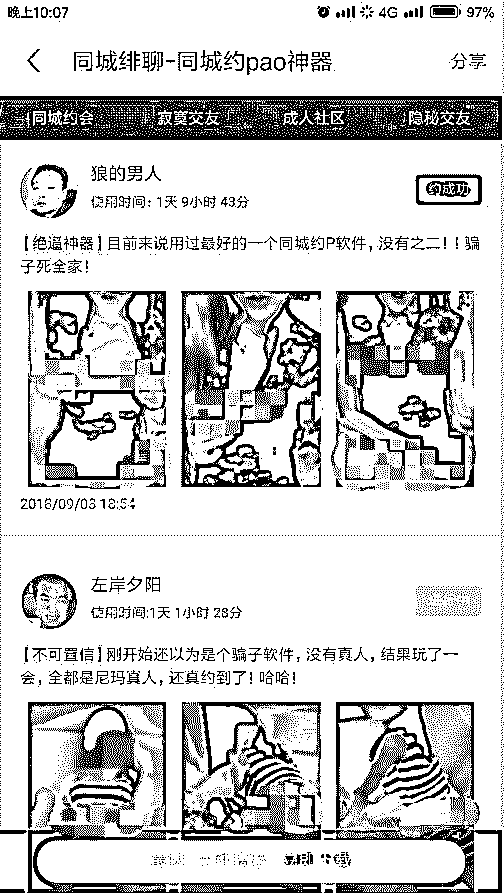 晚上10:07
4G 97%
同城绯聊-同城约pao神器
分享
同城约会 寂寞交友 成人社区 隐秘交友
狼的男人
使用时间：1天 9小时 43分
约成功
【绝逼神器】目前来说用过最好的一个同城约P软件，没有之二！！骗
子死全家！
2018/09/03 18:54
左岸夕阳
使用时间:1天 1小时 28分
【不可置信】刚开始还以为是个骗子软件，没有真人，结果玩了一
会，全都是尼玛真人，还真约到了！哈哈！